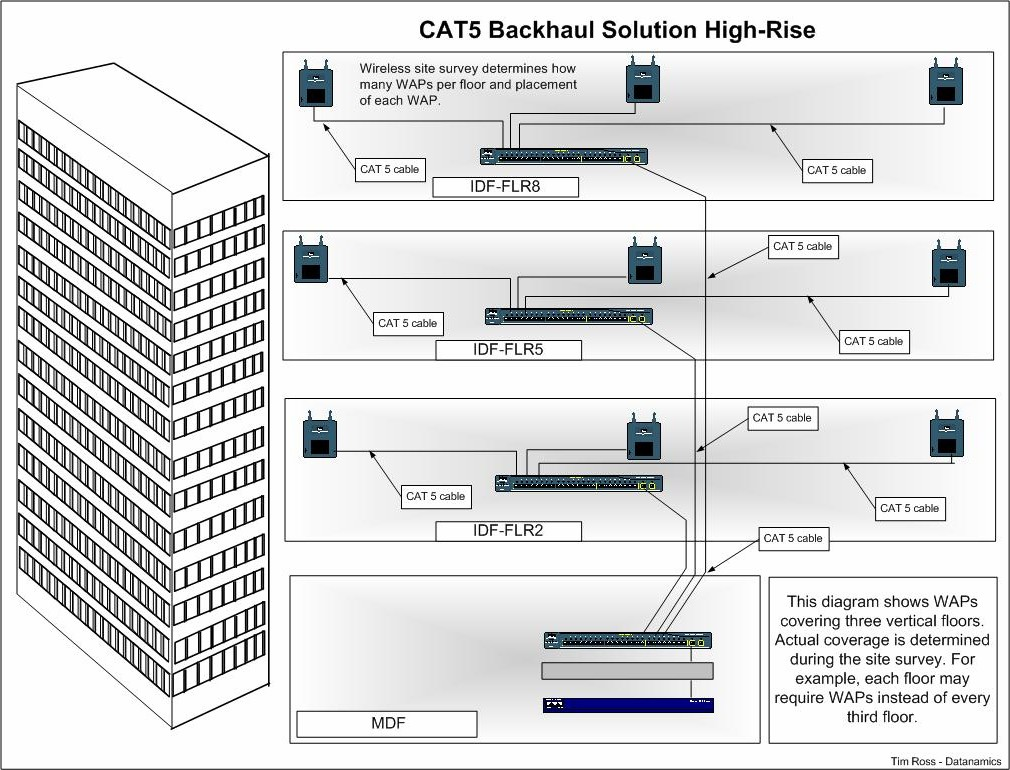 CAT5 Backhaul Solution High-Rise
Wireless site survey determines how
many WAPs per floor and placement
of each WAP.
CAT 5 cable
CAT 5 cable
IDF-FLR8
CAT 5 cable
CAT 5 cable
CAT 5 cable
IDF-FLR5
CAT 5 cable
CAT 5 cable
CAT 5 cable
IDF-FLR2
CAT 5 cable
This diagram shows WAPs
covering three vertical floors.
Actual coverage is determined
during the site survey. For
example, each floor may
require WAPs instead of every
third floor.
MDF
Tim Ross - Datanamics